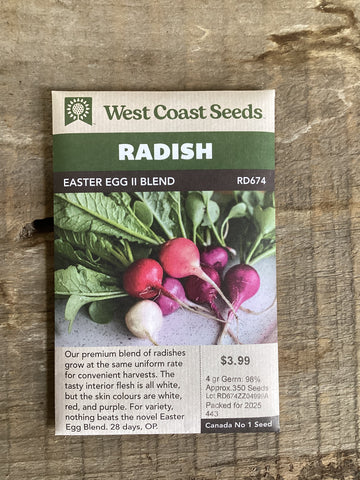 West Coast Seeds
RADISH
EASTER EGG II BLEND RD674
Our premium blend of radishes
grow at the same uniform rate
for convenient harvests. The
tasty interior flesh is all white,
but the skin colours are white,
red, and purple. For variety,
nothing beats the novel Easter
Egg Blend. 28 days, OP.
$3.99
4 gr Germ: 98%
Approx.350 Seeds
Lot RD674ZZ04999A
Packed for 2025
443
Canada No 1 Seed